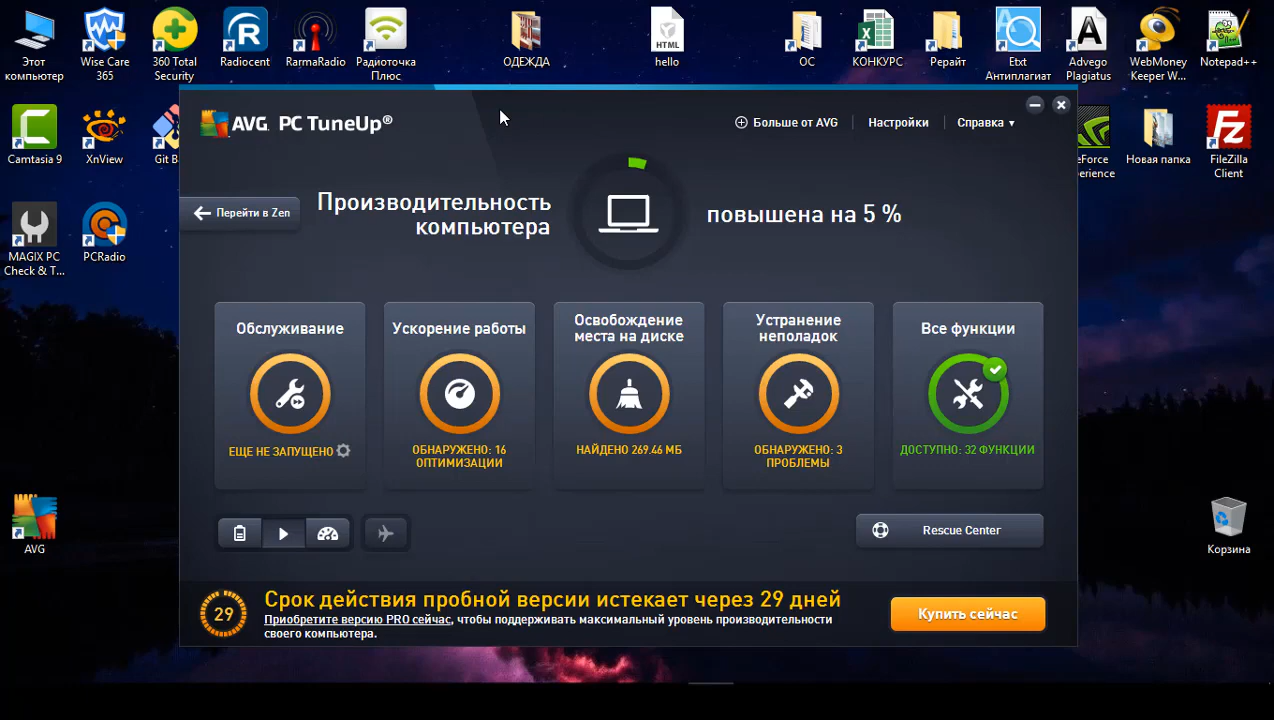 Этот
компьютер
Wise Care
365
360 Total
Security
Radiocent
RarmaRadio
Радиоточка
Плюс
ОДЕЖДА
HTML
hello
ОС
КОНКУРС
Рерайт
Etxt
Антиплагиат
Advego
Plagiatus
WebMoney
Keeper W...
Notepad++
Camtasia 9
XnView
Git Ba
eForce
xperience
Новая папка
FileZilla
Client
MAGIX PC
Check & T...
PCRadio
AVG
Корзина
AVG. PC TuneUp®
Больше от AVG
Настройки
Справка
Перейти в Zen
Производительность
компьютера
повышена на 5 %
Обслуживание
ЕЩЕ НЕ ЗАПУЩЕНО
Ускорение работы
ОБНАРУЖЕНО: 16
ОПТИМИЗАЦИИ
Освобождение
места на диске
НАЙДЕНО 269.46 МБ
Устранение
неполадок
ОБНАРУЖЕНО: 3
ПРОБЛЕМЫ
Все функции
ДОСТУПНО: 32 ФУНКЦИИ
Rescue Center
29
Срок действия пробной версии истекает через 29 дней
Приобретите версию PRO сейчас, чтобы поддерживать максимальный уровень производительности
своего компьютера.
Купить сейчас